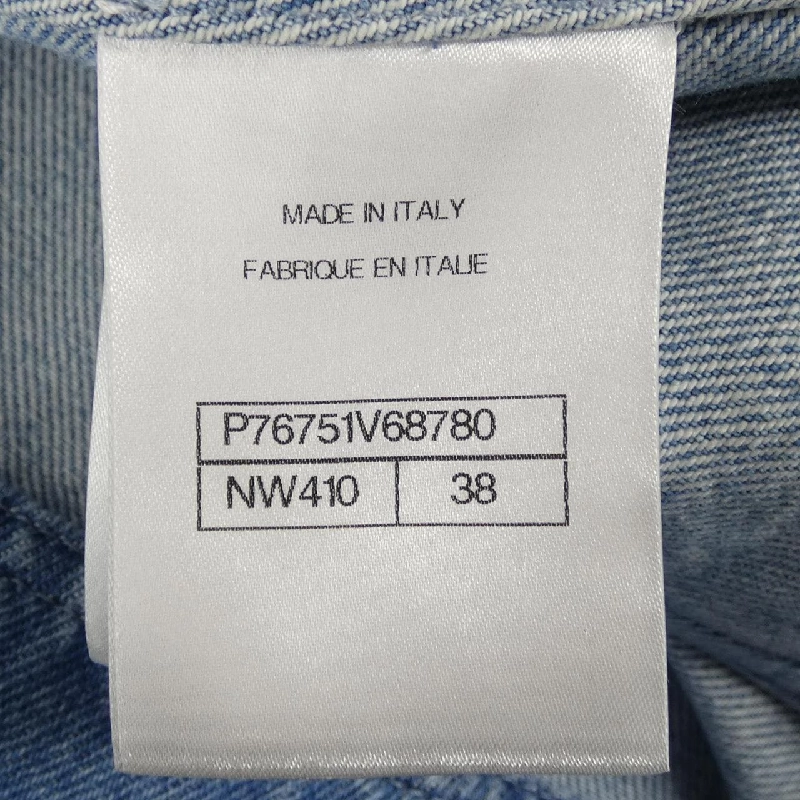 MADE IN ITALY
FABRIQUE EN ITALIE
P76751V68780
NW410 38